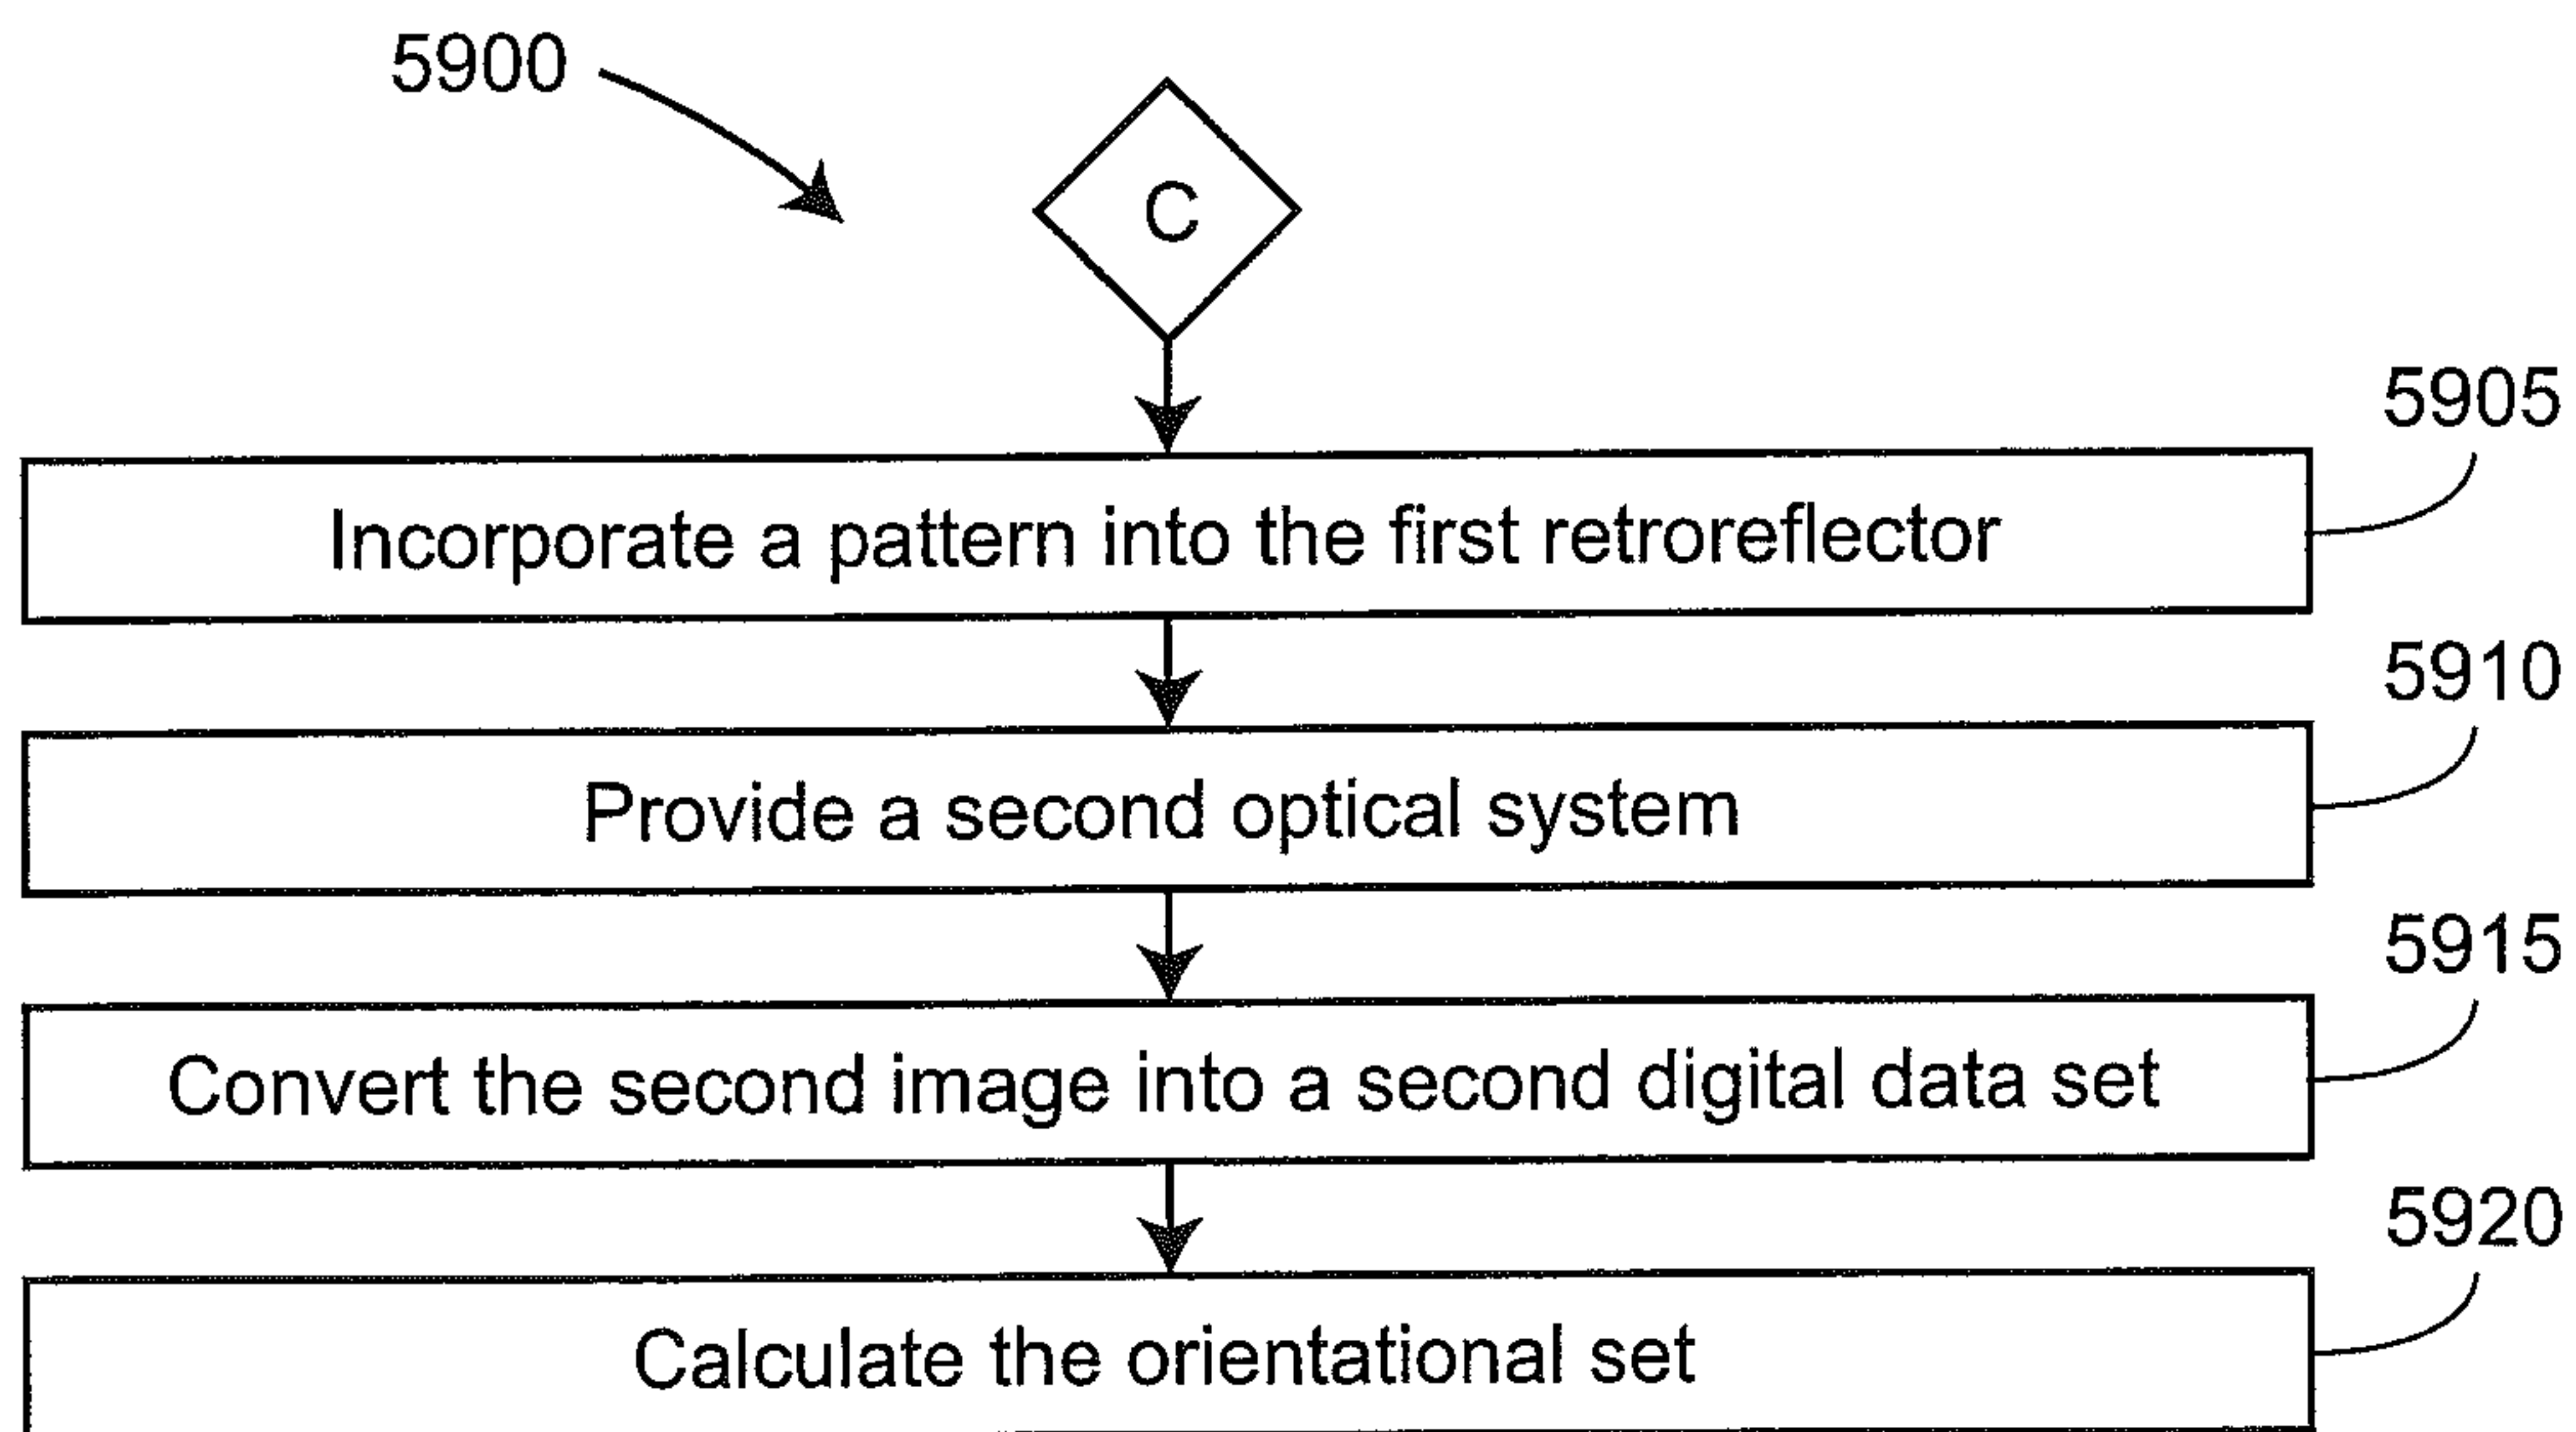 5900
C
5905
Incorporate a pattern into the first retroreflector
5910
Provide a second optical system
5915
Convert the second image into a second digital data set
5920
Calculate the orientational set